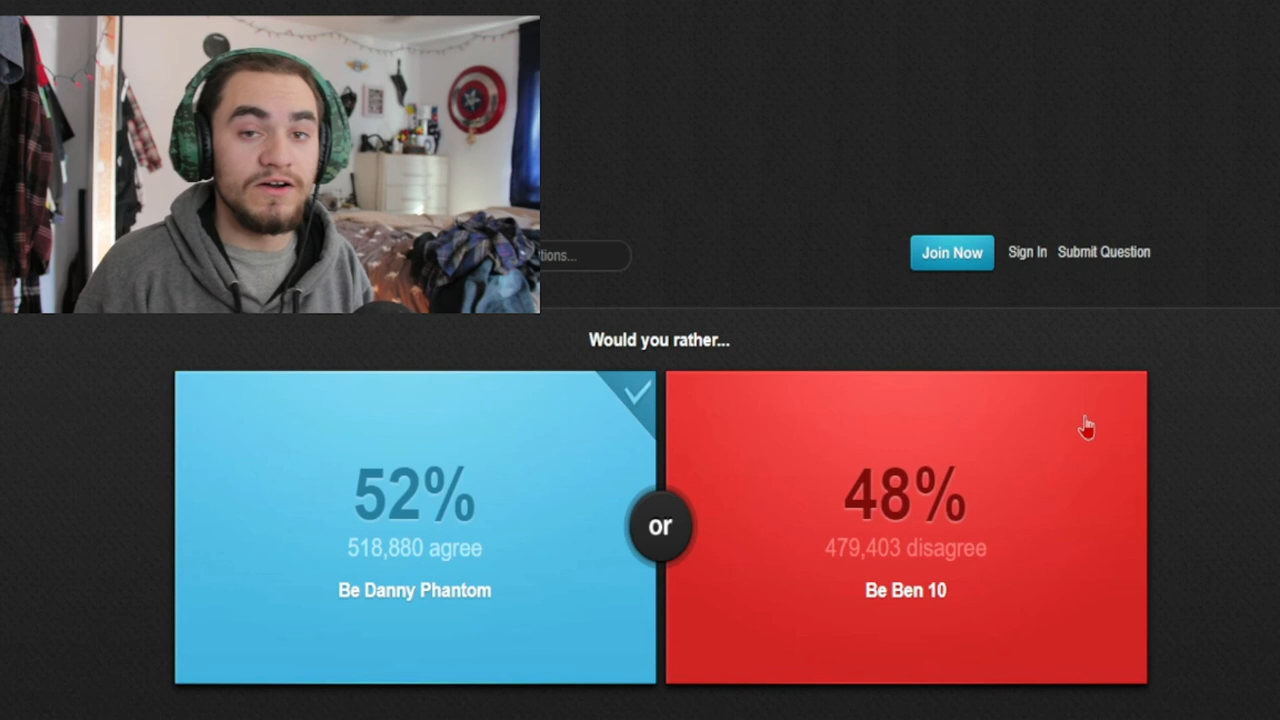 tions...
Join Now
Sign In
Submit Question
Would you rather...
52%
518,880 agree
Be Danny Phantom
or
48%
479,403 disagree
Be Ben 10